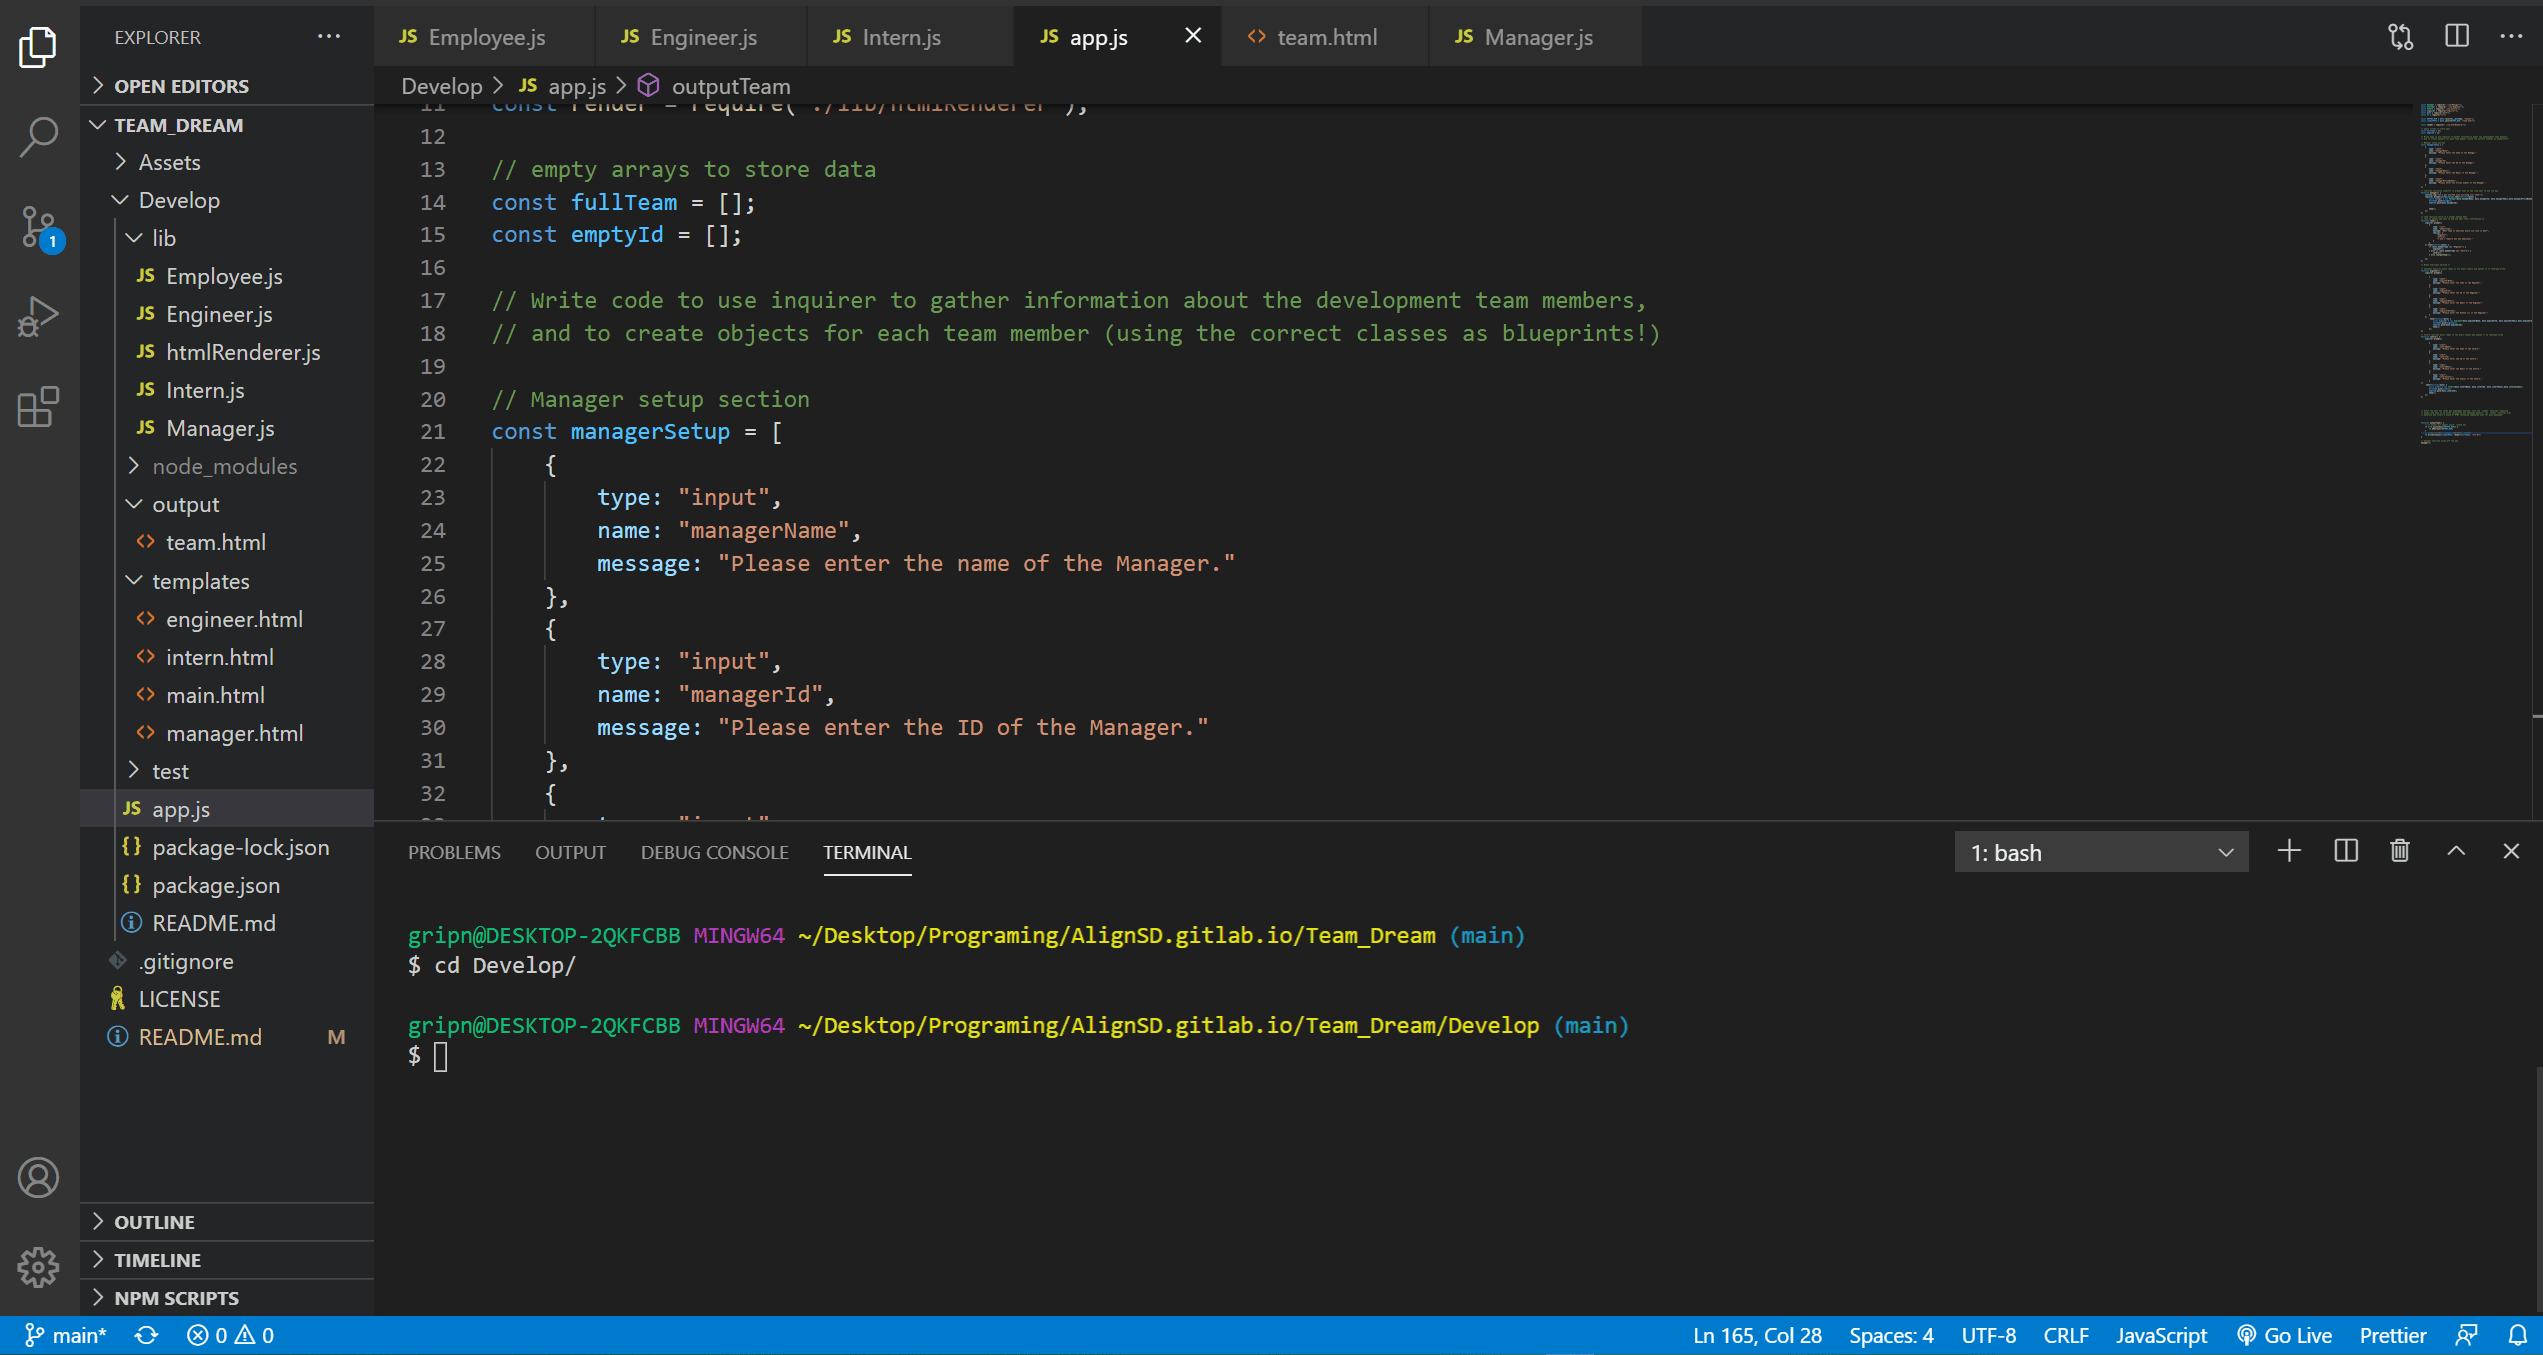 EXPLORER
OPEN EDITORS
TEAM_DREAM
Assets
Develop
lib
JS Employee.js
JS Engineer.js
JS htmlRenderer.js
JS Intern.js
JS Manager.js
node_modules
output
<> team.html
templates
<> engineer.html
<> intern.html
<> main.html
<> manager.html
test
JS app.js
{} package-lock.json
{} package.json
README.md
.gitignore
LICENSE
README.md M
OUTLINE
TIMELINE
NPM SCRIPTS
1
JS Employee.js JS Engineer.js JS Intern.js JS app.js <> team.html JS Manager.js
Develop > JS app.js > outputTeam
11 const render = require("./lib/htmlRenderer");
12
13 // empty arrays to store data
14 const fullTeam = [];
15 const emptyId = [];
16
17 // Write code to use inquirer to gather information about the development team members,
18 // and to create objects for each team member (using the correct classes as blueprints!)
19
20 // Manager setup section
21 const managerSetup = [
22 {
23 type: "input",
24 name: "managerName",
25 message: "Please enter the name of the Manager."
26 },
27 {
28 type: "input",
29 name: "managerId",
30 message: "Please enter the ID of the Manager."
31 },
32 {
PROBLEMS OUTPUT DEBUG CONSOLE TERMINAL 1: bash
gripn@DESKTOP-2QKFCBB MINGW64 ~/Desktop/Programing/AlignSD.gitlab.io/Team_Dream (main)
$ cd Develop/
gripn@DESKTOP-2QKFCBB MINGW64 ~/Desktop/Programing/AlignSD.gitlab.io/Team_Dream/Develop (main)
$
main* 0 0 Ln 165, Col 28 Spaces: 4 UTF-8 CRLF JavaScript Go Live Prettier